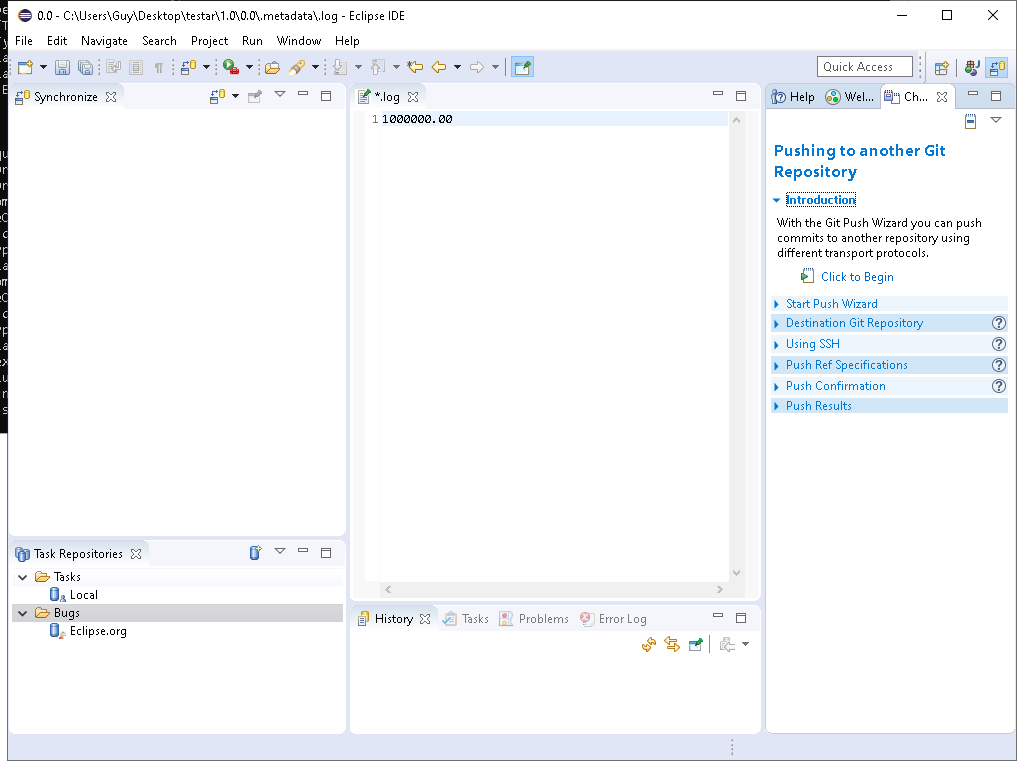 0.0 - C:\Users\Guy\Desktop\testar\1.0\0.0\.metadata\.log - Eclipse IDE
File Edit Navigate Search Project Run Window Help
Quick Access
Synchronize
*.log
1 1000000.00
Help Wel... Ch...
Pushing to another Git
Repository
Introduction
With the Git Push Wizard you can push
commits to another repository using
different transport protocols.
Click to Begin
Start Push Wizard
Destination Git Repository
Using SSH
Push Ref Specifications
Push Confirmation
Push Results
Task Repositories
Tasks
Local
Bugs
Eclipse.org
History Tasks Problems Error Log